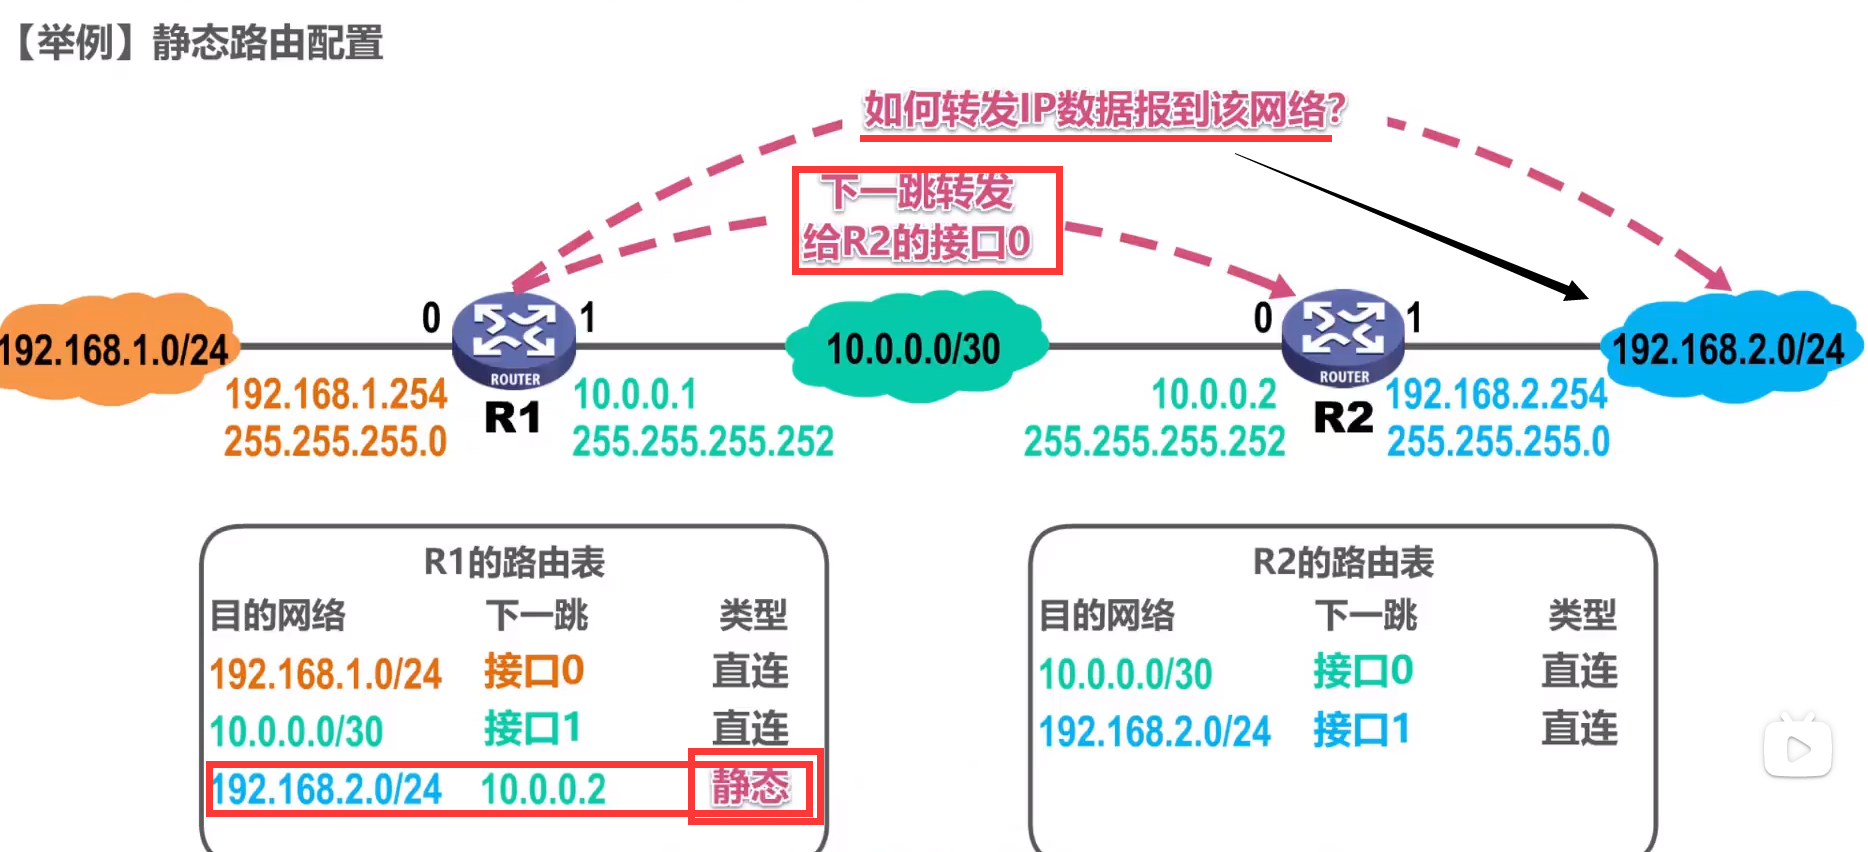 【举例】静态路由配置
如何转发IP数据报到该网络?
下一跳转发
给R2的接口0
0
1
0
1
192.168.1.0/24
10.0.0.0/30
192.168.2.0/24
ROUTER
ROUTER
192.168.1.254
255.255.255.0
R1
10.0.0.1
255.255.255.252
10.0.0.2
255.255.255.252
R2
192.168.2.254
255.255.255.0
R1的路由表
目的网络 下一跳 类型
192.168.1.0/24 接口0 直连
10.0.0.0/30 接口1 直连
192.168.2.0/24 10.0.0.2 静态
R2的路由表
目的网络 下一跳 类型
10.0.0.0/30 接口0 直连
192.168.2.0/24 接口1 直连